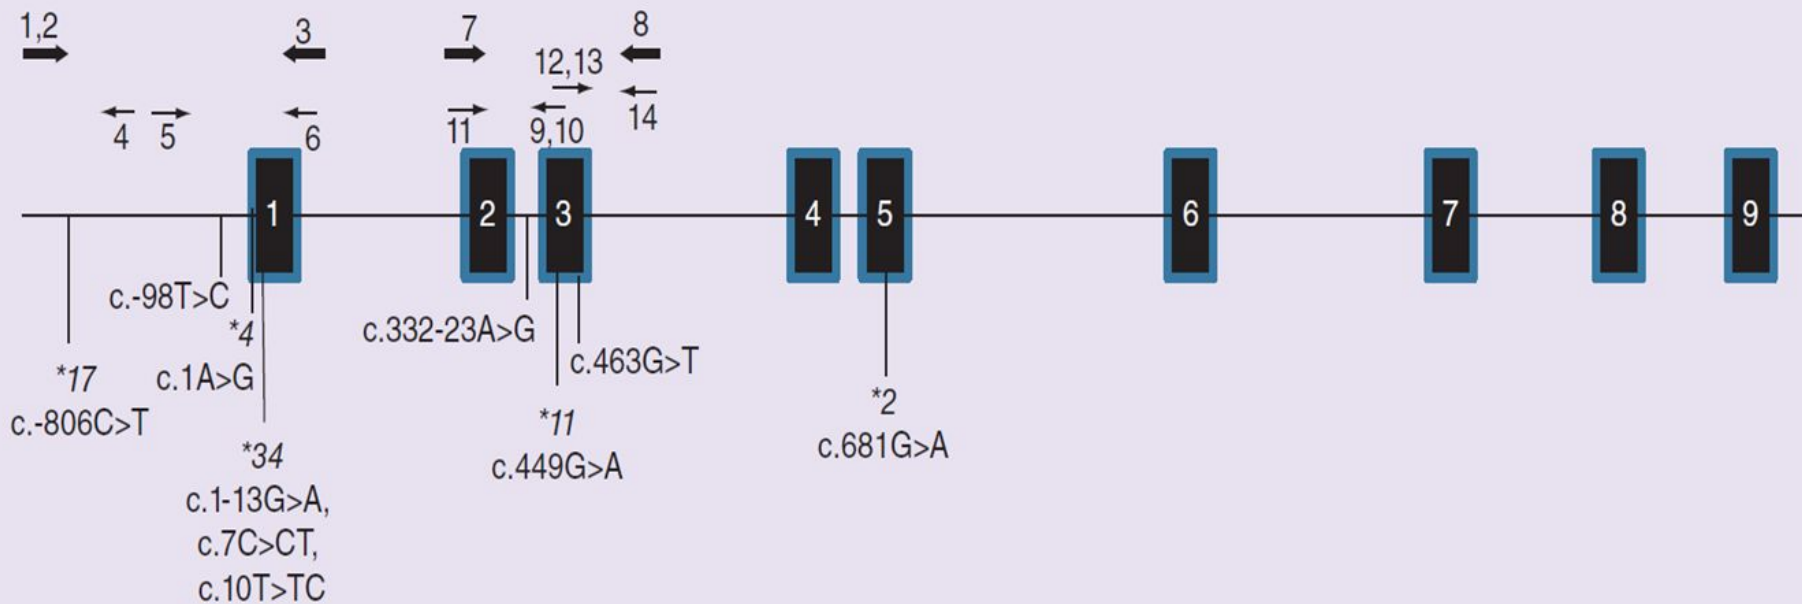 1,2
3
7
8
12,13
4
5
6
11
9,10
14
1
2
3
4
5
6
7
8
9
c.-98T>C
*4
c.1A>G
*17
c.-806C>T
*34
c.1-13G>A,
c.7C>CT,
c.10T>TC
c.332-23A>G
c.463G>T
*11
c.449G>A
*2
c.681G>A